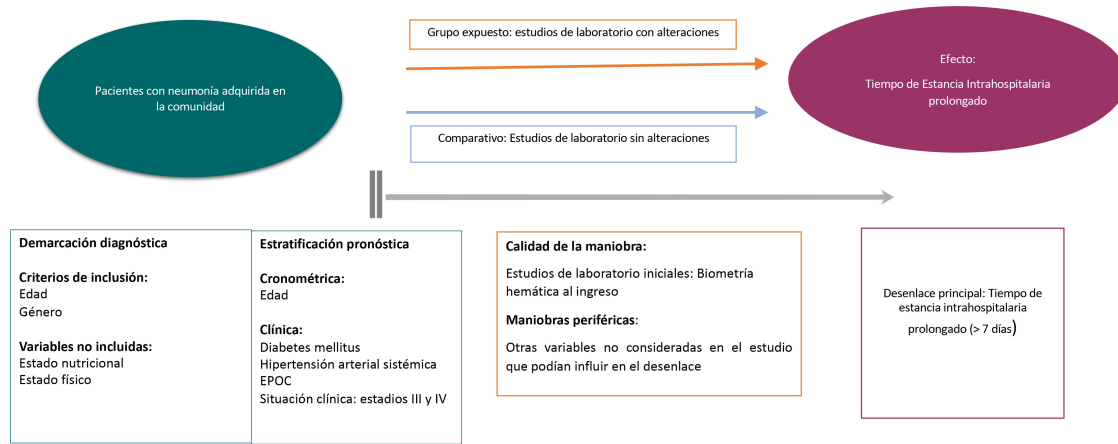 Pacientes con neumonía adquirida en
la comunidad
Grupo expuesto: estudios de laboratorio con alteraciones
Comparativo: Estudios de laboratorio sin alteraciones
Efecto:
Tiempo de Estancia Intrahospitalaria
prolongado
Demarcación diagnóstica
Criterios de inclusión:
Edad
Género
Variables no incluidas:
Estado nutricional
Estado físico
Estratificación pronóstica
Cronométrica:
Edad
Clínica:
Diabetes mellitus
Hipertensión arterial sistémica
EPOC
Situación clínica: estadios III y IV
Calidad de la maniobra:
Estudios de laboratorio iniciales: Biometría
hemática al ingreso
Maniobras periféricas:
Otras variables no consideradas en el estudio
que podían influir en el desenlace
Desenlace principal: Tiempo de
estancia intrahospitalaria
prolongado (> 7 días)